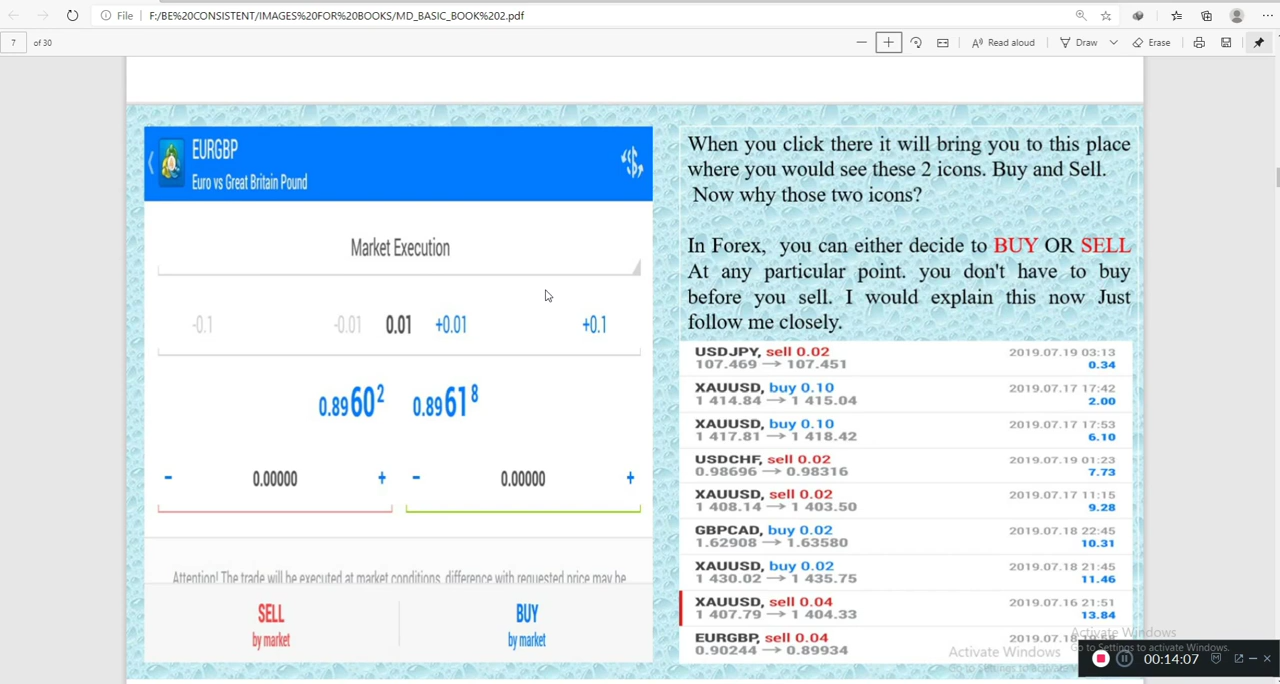 File F:/BE%20CONSISTENT/IMAGES%20FOR%20BOOKS/MD_BASIC_BOOK%202.pdf
7 of 30
Read aloud Draw Erase
EURGBP
Euro vs Great Britain Pound
Market Execution
-0.1 -0.01 0.01 +0.01 +0.1
0.89602 0.89618
- 0.00000 + - 0.00000 +
Attention! The trade will be executed at market conditions, difference with requested price may be
SELL
by market
BUY
by market
When you click there it will bring you to this place
where you would see these 2 icons. Buy and Sell.
Now why those two icons?
In Forex, you can either decide to BUY OR SELL
At any particular point. you don't have to buy
before you sell. I would explain this now Just
follow me closely.
USDJPY, sell 0.02 2019.07.19 03:13
107.469 → 107.451 0.34
XAUUSD, buy 0.10 2019.07.17 17:42
1 414.84 → 1 415.04 2.00
XAUUSD, buy 0.10 2019.07.17 17:53
1 417.81 → 1 418.42 6.10
USDCHF, sell 0.02 2019.07.19 01:23
0.98696 → 0.98316 7.73
XAUUSD, sell 0.02 2019.07.17 11:15
1 408.14 → 1 403.50 9.28
GBPCAD, buy 0.02 2019.07.18 22:45
1.62908 → 1.63580 10.31
XAUUSD, buy 0.02 2019.07.18 21:45
1 430.02 → 1 435.75 11.46
XAUUSD, sell 0.04 2019.07.16 21:51
1 407.79 → 1 404.33 13.84
EURGBP, sell 0.04 2019.07.18
0.90244 → 0.89934
Activate Windows
Go to Settings to activate Windows.
Activate Windows
00:14:07